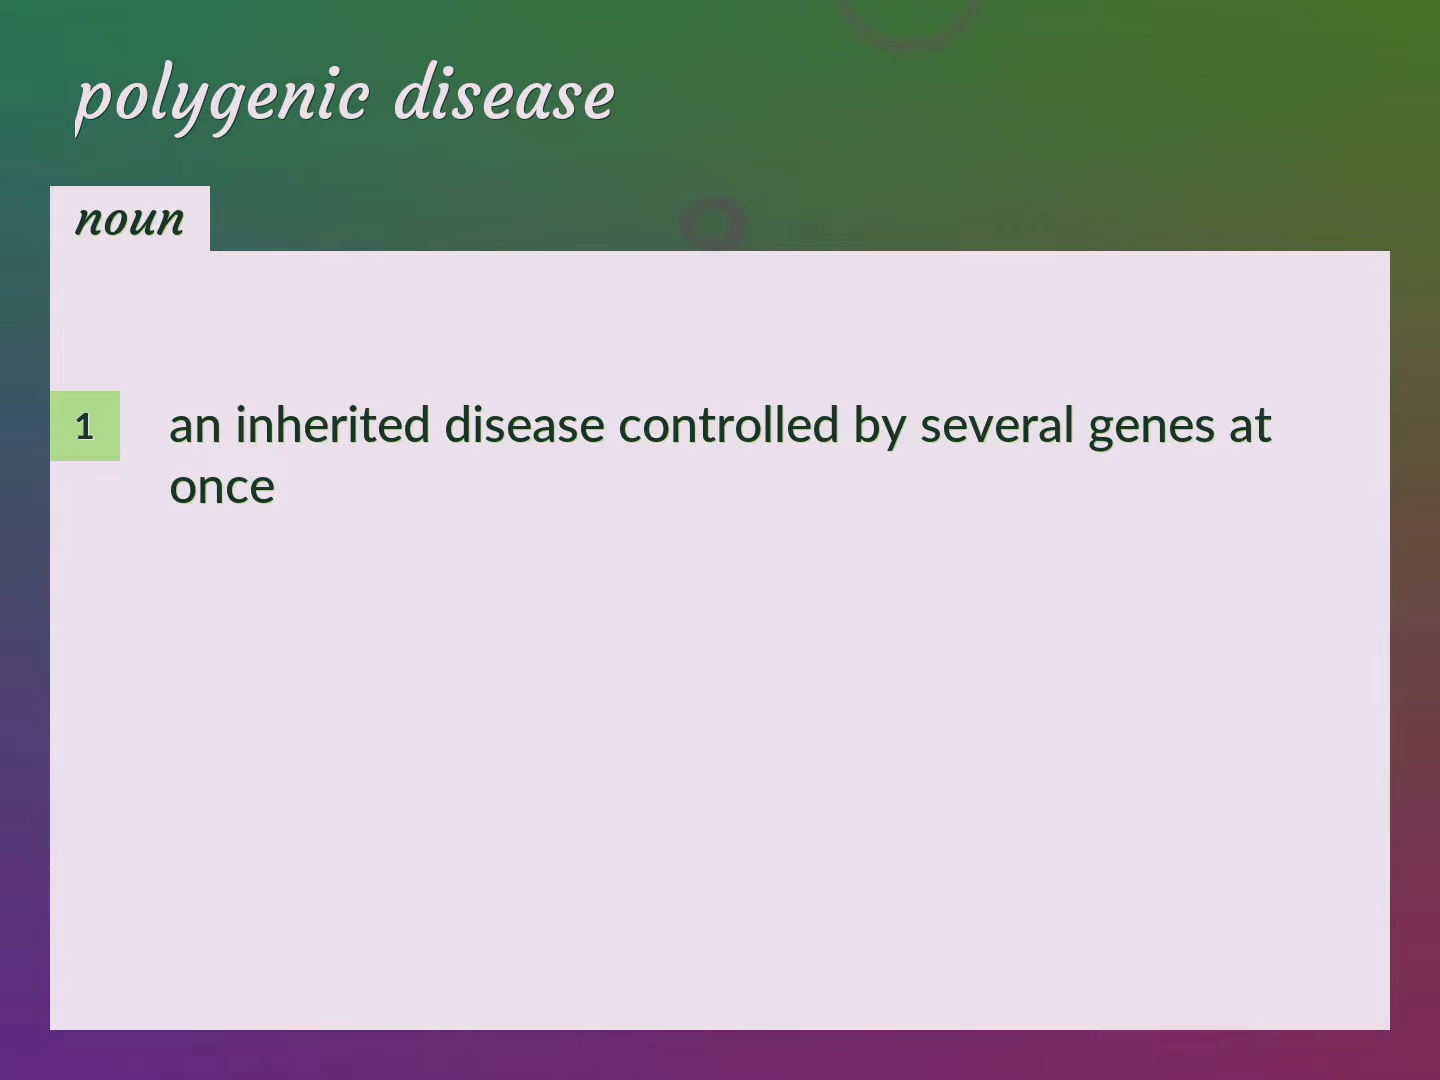 polygenic disease
noun
1 an inherited disease controlled by several genes at
once